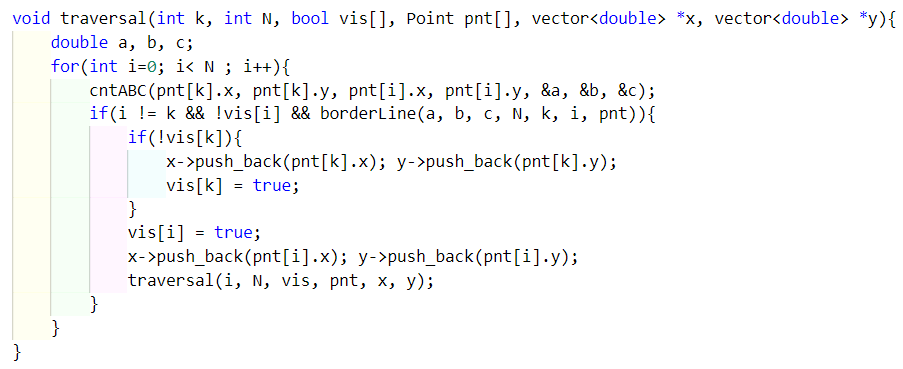 void traversal(int k, int N, bool vis[], Point pnt[], vector<double> *x, vector<double> *y){
    double a, b, c;
    for(int i=0; i< N ; i++){
        cntABC(pnt[k].x, pnt[k].y, pnt[i].x, pnt[i].y, &a, &b, &c);
        if(i != k && !vis[i] && borderLine(a, b, c, N, k, i, pnt)){
            if(!vis[k]){
                x->push_back(pnt[k].x); y->push_back(pnt[k].y);
                vis[k] = true;
            }
            vis[i] = true;
            x->push_back(pnt[i].x); y->push_back(pnt[i].y);
            traversal(i, N, vis, pnt, x, y);
        }
    }
}